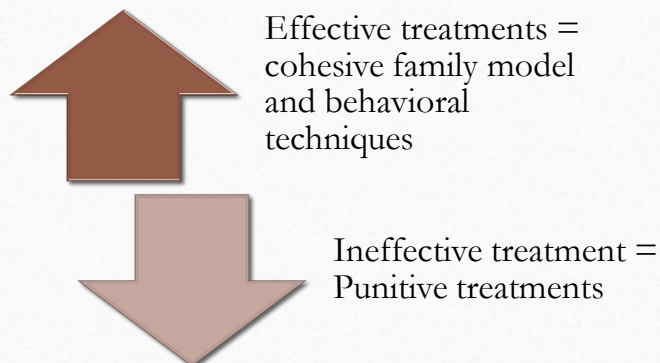 Effective treatments =
cohesive family model
and behavioral
techniques
Ineffective treatment =
Punitive treatments